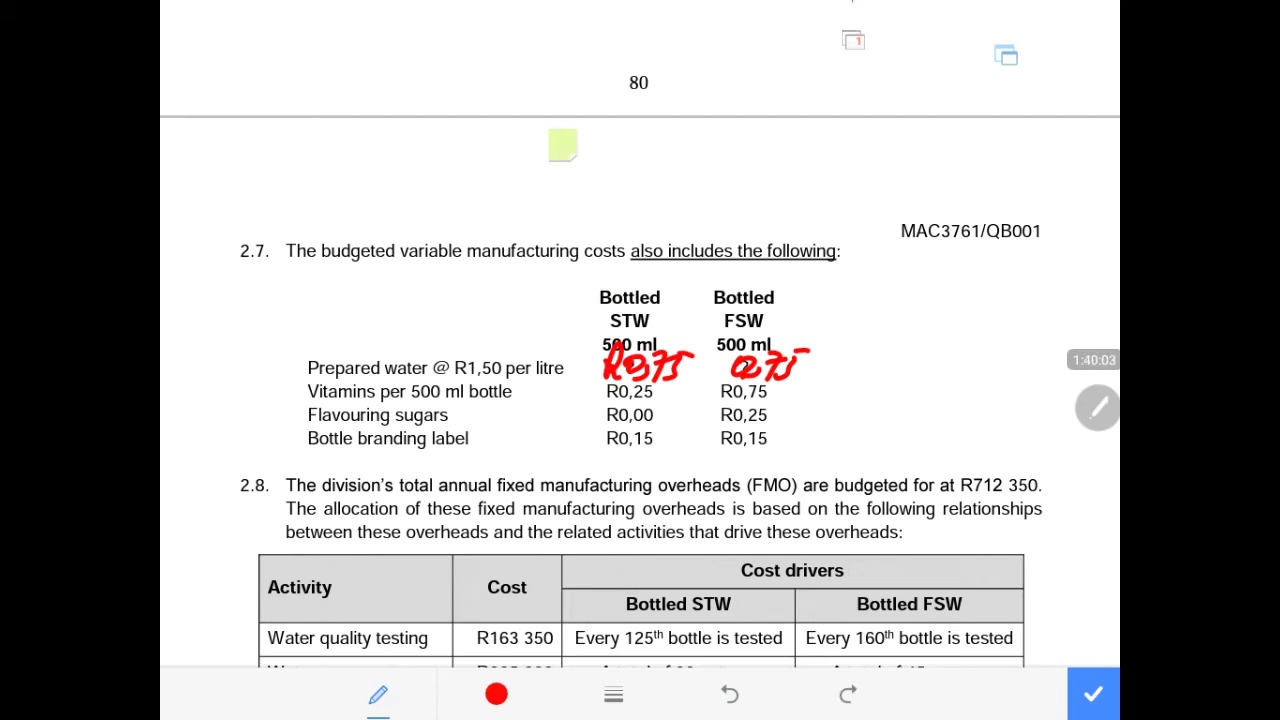 1
80
MAC3761/QB001
2.7. The budgeted variable manufacturing costs also includes the following:
Bottled Bottled
STW FSW
500 ml 500 ml
Prepared water @ R1,50 per litre R0,75 0,75
Vitamins per 500 ml bottle R0,25 R0,75
Flavouring sugars R0,00 R0,25
Bottle branding label R0,15 R0,15
1:40:03
2.8. The division's total annual fixed manufacturing overheads (FMO) are budgeted for at R712 350.
The allocation of these fixed manufacturing overheads is based on the following relationships
between these overheads and the related activities that drive these overheads:
Activity Cost Cost drivers
Bottled STW Bottled FSW
Water quality testing R163 350 Every 125th bottle is tested Every 160th bottle is tested